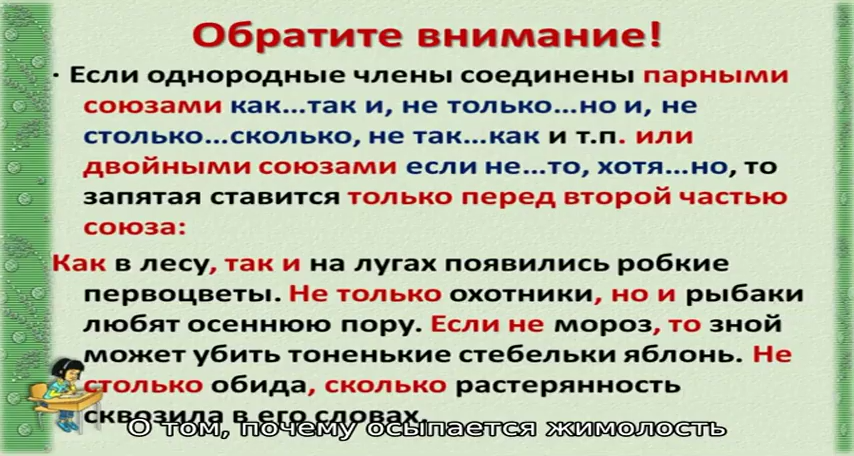 Обратите внимание!
· Если однородные члены соединены парными
союзами как...так и, не только...но и, не
столько...сколько, не так...как и т.п. или
двойными союзами если не...то, хотя...но, то
запятая ставится только перед второй частью
союза:
Как в лесу, так и на лугах появились робкие
первоцветы. Не только охотники, но и рыбаки
любят осеннюю пору. Если не мороз, то зной
может убить тоненькие стебельки яблонь. Не
столько обида, сколько растерянность
сквозила в его словах.
О том, почему осыпается жимолость